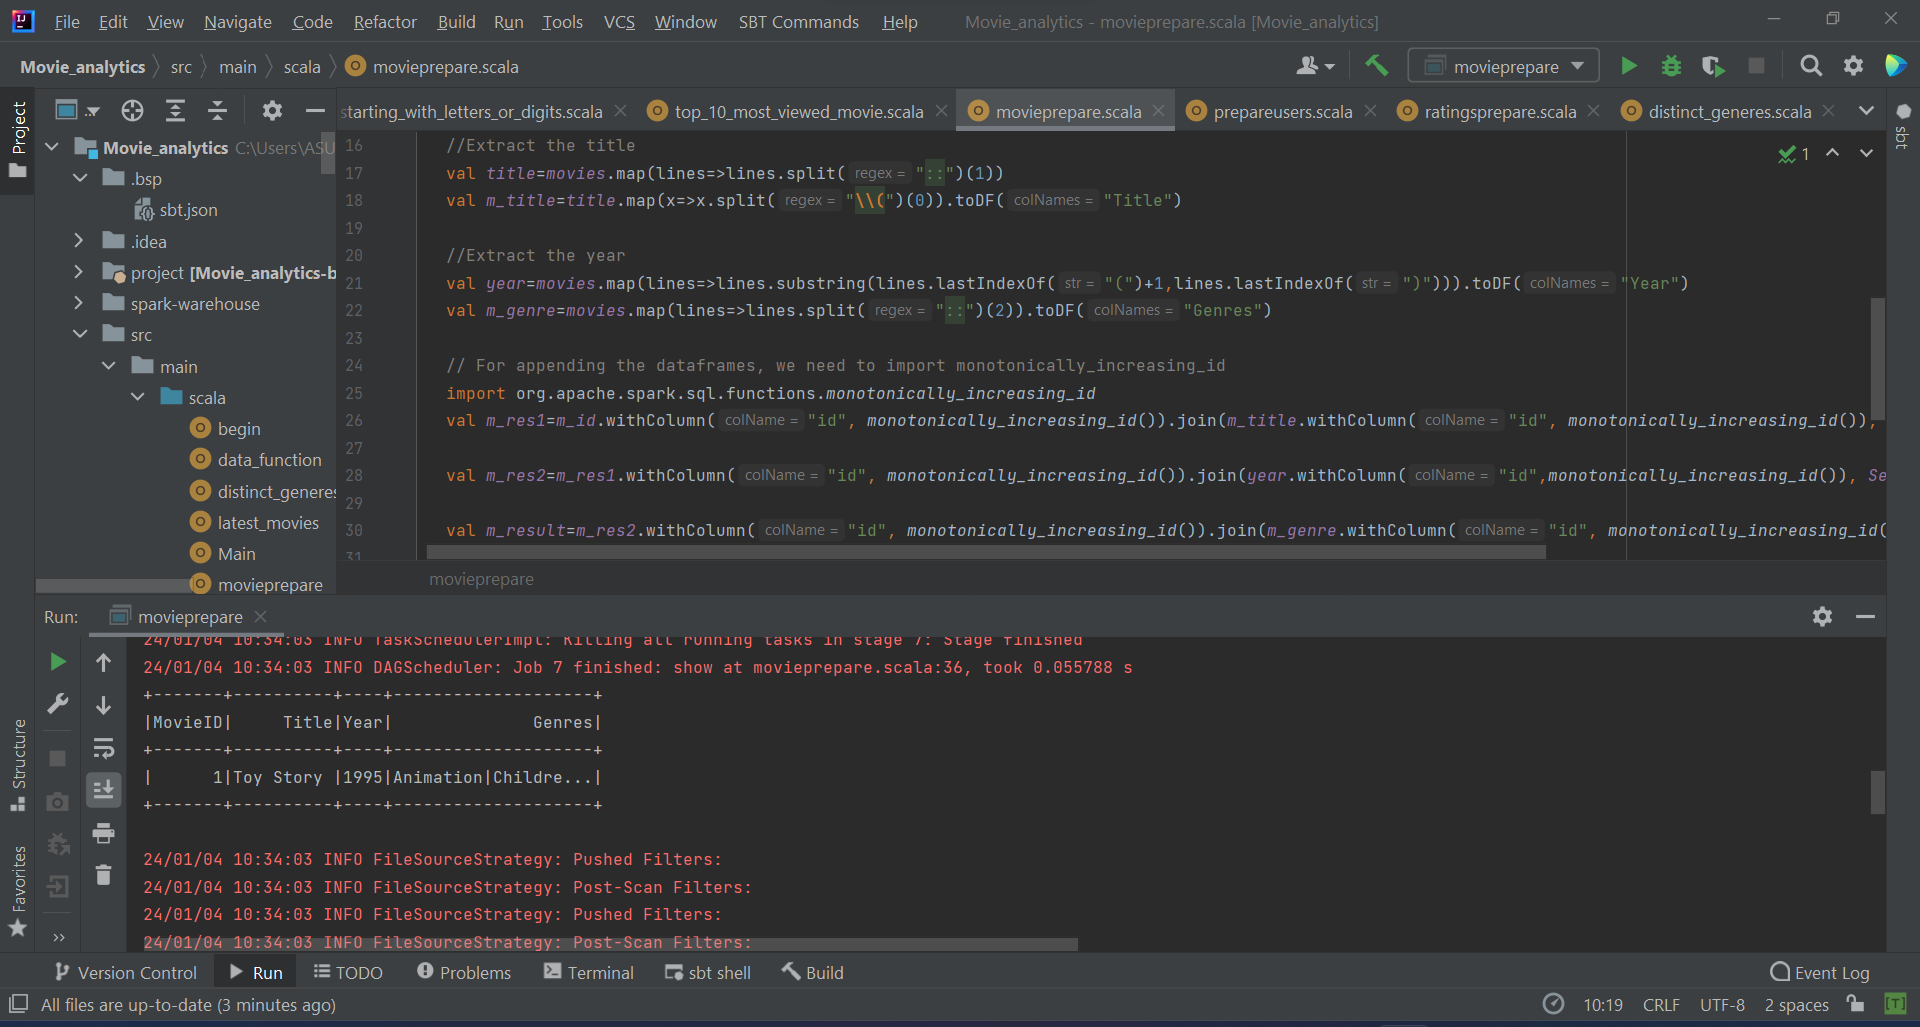 File Edit View Navigate Code Refactor Build Run Tools VCS Window SBT Commands Help Movie_analytics - movieprepare.scala [Movie_analytics]
Movie_analytics src main scala movieprepare.scala movieprepare
Project
sbt
starting_with_letters_or_digits.scala top_10_most_viewed_movie.scala movieprepare.scala prepareusers.scala ratingsprepare.scala distinct_generes.scala
Movie_analytics C:\Users\ASU
.bsp
sbt.json
.idea
project [Movie_analytics-b
spark-warehouse
src
main
scala
begin
data_function
distinct_generes
latest_movies
Main
movieprepare
1
16 //Extract the title
17 val title=movies.map(lines=>lines.split( regex = "::")(1))
18 val m_title=title.map(x=>x.split( regex = "\\(")(0)).toDF( colNames = "Title")
19
20 //Extract the year
21 val year=movies.map(lines=>lines.substring(lines.lastIndexOf( str = "(")+1,lines.lastIndexOf( str = ")"))).toDF( colNames = "Year")
22 val m_genre=movies.map(lines=>lines.split( regex = "::")(2)).toDF( colNames = "Genres")
23
24 // For appending the dataframes, we need to import monotonically_increasing_id
25 import org.apache.spark.sql.functions.monotonically_increasing_id
26 val m_res1=m_id.withColumn( colName = "id", monotonically_increasing_id()).join(m_title.withColumn( colName = "id", monotonically_increasing_id()),
27
28 val m_res2=m_res1.withColumn( colName = "id", monotonically_increasing_id()).join(year.withColumn( colName = "id",monotonically_increasing_id()), Se
29
30 val m_result=m_res2.withColumn( colName = "id", monotonically_increasing_id()).join(m_genre.withColumn( colName = "id", monotonically_increasing_id(
31
movieprepare
Run: movieprepare
24/01/04 10:34:03 INFO TaskSchedulerImpl: Killing all running tasks in stage 7: Stage finished
24/01/04 10:34:03 INFO DAGScheduler: Job 7 finished: show at movieprepare.scala:36, took 0.055788 s
+-------+----------+----+--------------------+
|MovieID|     Title|Year|              Genres|
+-------+----------+----+--------------------+
|      1|Toy Story |1995|Animation|Childre...|
+-------+----------+----+--------------------+
24/01/04 10:34:03 INFO FileSourceStrategy: Pushed Filters:
24/01/04 10:34:03 INFO FileSourceStrategy: Post-Scan Filters:
24/01/04 10:34:03 INFO FileSourceStrategy: Pushed Filters:
24/01/04 10:34:03 INFO FileSourceStrategy: Post-Scan Filters:
Structure
Favorites
Version Control Run TODO Problems Terminal sbt shell Build Event Log
All files are up-to-date (3 minutes ago) 10:19 CRLF UTF-8 2 spaces [T]